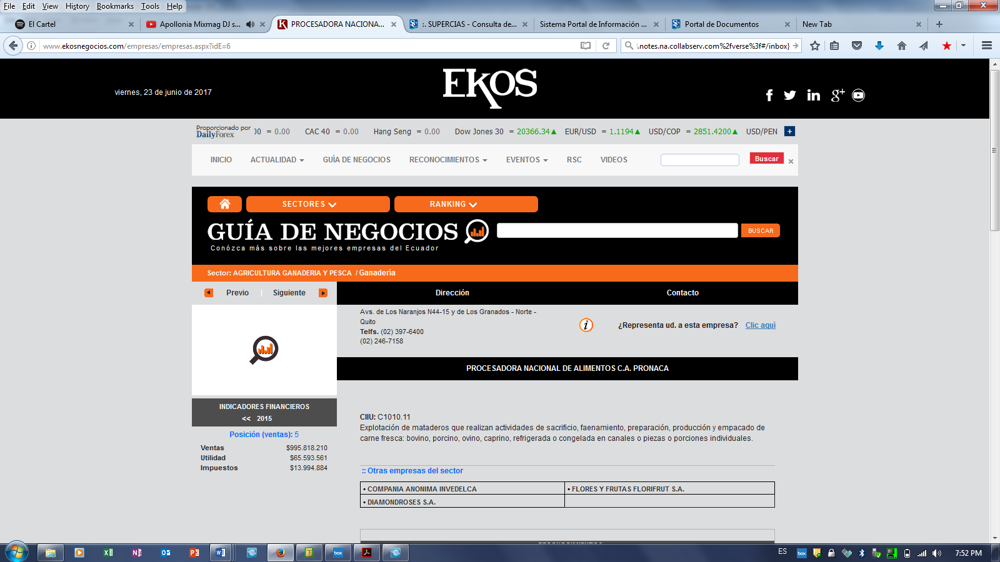 File Edit View History Bookmarks Tools Help
El Cartel
Apollonia Mixmag DJ s...
PROCESADORA NACIONA...
:. SUPERCIAS - Consulta de...
Sistema Portal de Información ...
Portal de Documentos
New Tab
www.ekosnegocios.com/empresas/empresas.aspx?idE=6
.notes.na.collabserv.com%2fverse%3f#/inbox}
viernes, 23 de junio de 2017
EKOS
Proporcionado por
DailyForex
00 = 0.00 CAC 40 = 0.00 Hang Seng = 0.00 Dow Jones 30 = 20366.34▲ EUR/USD = 1.1194▲ USD/COP = 2851.4200▲ USD/PEN
INICIO ACTUALIDAD GUÍA DE NEGOCIOS RECONOCIMIENTOS EVENTOS RSC VIDEOS Buscar
SECTORES RANKING
GUÍA DE NEGOCIOS BUSCAR
Conózca más sobre las mejores empresas del Ecuador
Sector: AGRICULTURA GANADERIA Y PESCA / Ganadería
Previo | Siguiente
Dirección Contacto
Avs. de Los Naranjos N44-15 y de Los Granados - Norte -
Quito
Telfs. (02) 397-6400
(02) 246-7158
i ¿Representa ud. a esta empresa? Clic aquí
PROCESADORA NACIONAL DE ALIMENTOS C.A. PRONACA
INDICADORES FINANCIEROS
<< 2015
Posición (ventas): 5
Ventas $995.818.210
Utilidad $65.593.561
Impuestos $13.994.884
CIIU: C1010.11
Explotación de mataderos que realizan actividades de sacrificio, faenamiento, preparación, producción y empacado de
carne fresca: bovino, porcino, ovino, caprino, refrigerada o congelada en canales o piezas o porciones individuales.
:: Otras empresas del sector
• COMPANIA ANONIMA INVEDELCA • FLORES Y FRUTAS FLORIFRUT S.A.
• DIAMONDROSES S.A.
ES 7:52 PM